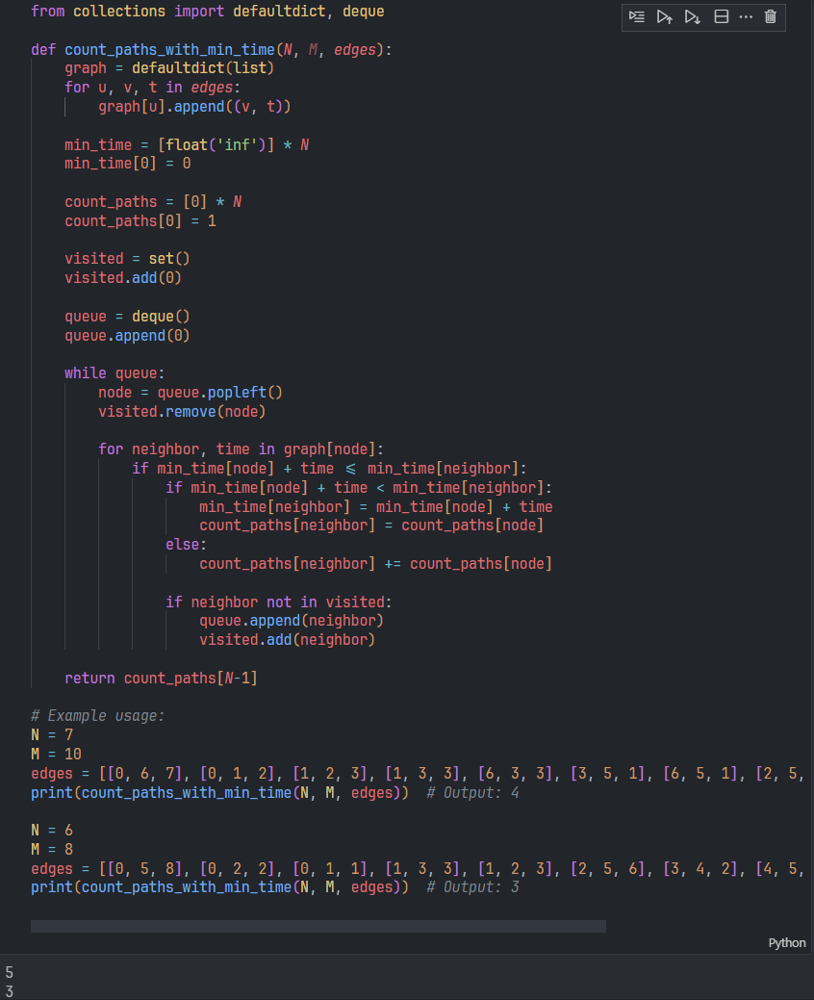 from collections import defaultdict, deque
def count_paths_with_min_time(N, M, edges):
graph = defaultdict(list)
for u, v, t in edges:
graph[u].append((v, t))
min_time = [float('inf')] * N
min_time[0] = 0
count_paths = [0] * N
count_paths[0] = 1
visited = set()
visited.add(0)
queue = deque()
queue.append(0)
while queue:
node = queue.popleft()
visited.remove(node)
for neighbor, time in graph[node]:
if min_time[node] + time ⩽ min_time[neighbor]:
if min_time[node] + time < min_time[neighbor]:
min_time[neighbor] = min_time[node] + time
count_paths[neighbor] = count_paths[node]
else:
count_paths[neighbor] += count_paths[node]
if neighbor not in visited:
queue.append(neighbor)
visited.add(neighbor)
return count_paths[N-1]
# Example usage:
N = 7
M = 10
edges = [[0, 6, 7], [0, 1, 2], [1, 2, 3], [1, 3, 3], [6, 3, 3], [3, 5, 1], [6, 5, 1], [2, 5,
print(count_paths_with_min_time(N, M, edges))  # Output: 4
N = 6
M = 8
edges = [[0, 5, 8], [0, 2, 2], [0, 1, 1], [1, 3, 3], [1, 2, 3], [2, 5, 6], [3, 4, 2], [4, 5,
print(count_paths_with_min_time(N, M, edges))  # Output: 3
Python
5
3